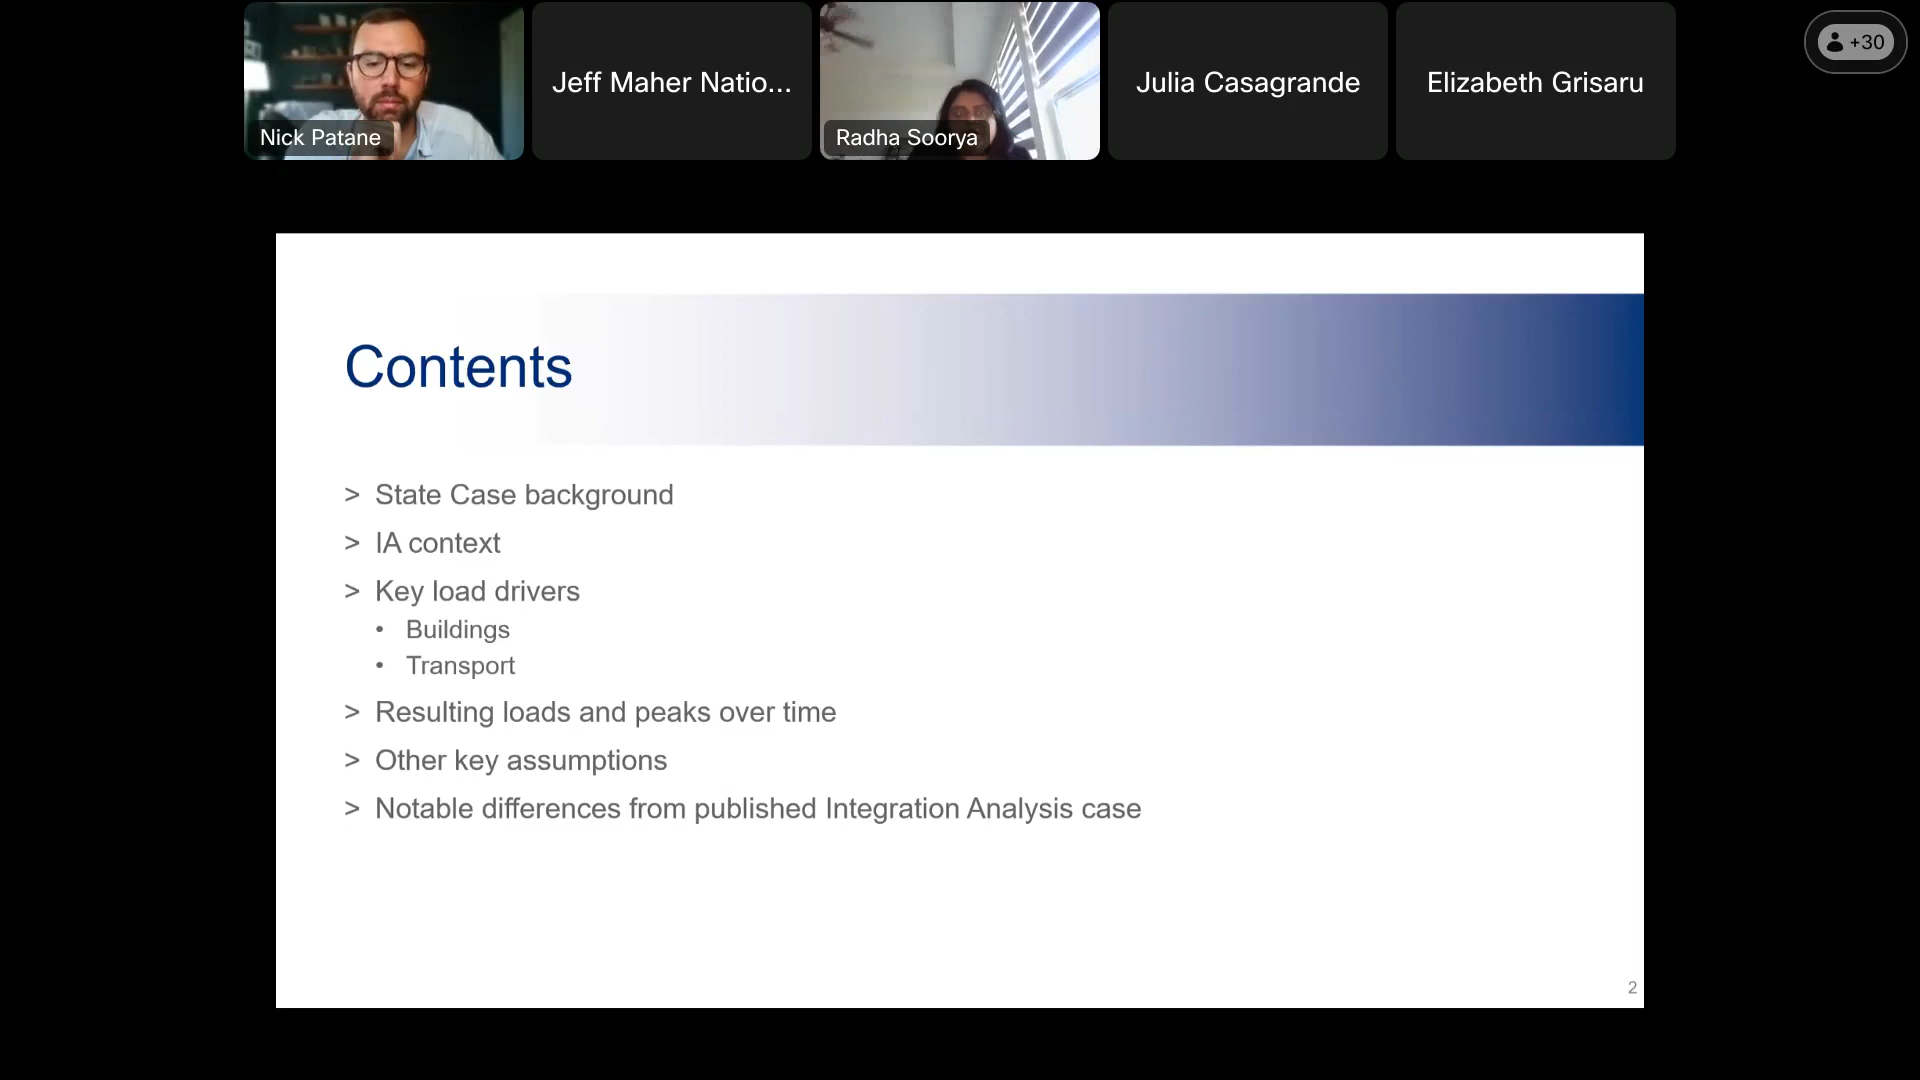 Nick Patane
Jeff Maher Natio...
Radha Soorya
Julia Casagrande
Elizabeth Grisaru
+30
Contents
> State Case background
> IA context
> Key load drivers
• Buildings
• Transport
> Resulting loads and peaks over time
> Other key assumptions
> Notable differences from published Integration Analysis case
2